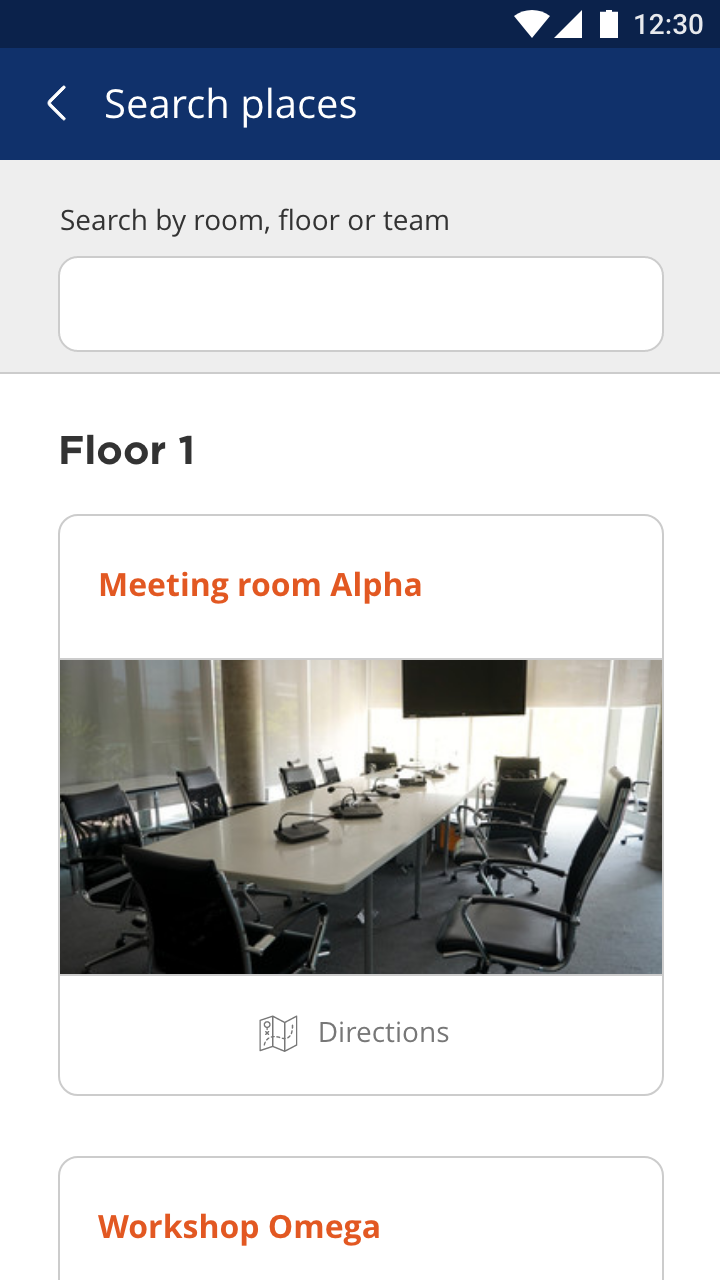 12:30
Search places
Search by room, floor or team
Floor 1
Meeting room Alpha
Directions
Workshop Omega